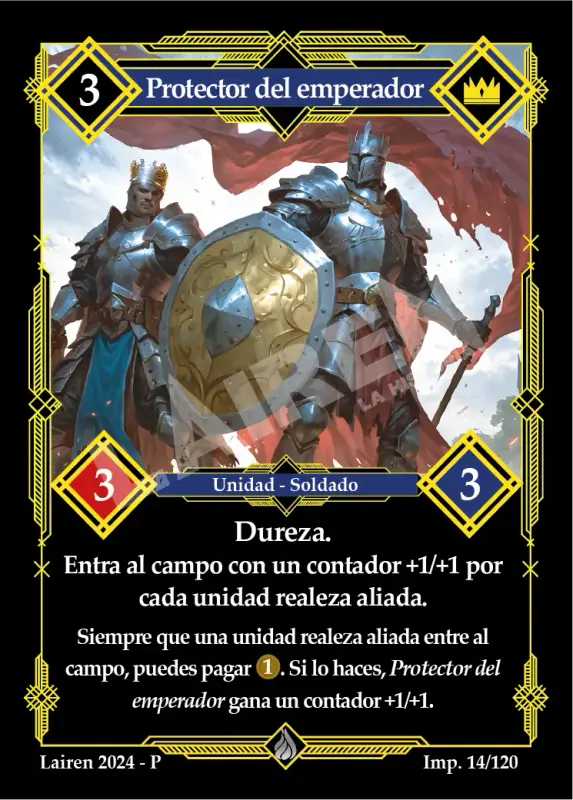 3
Protector del emperador
3
Unidad - Soldado
3
Dureza.
Entra al campo con un contador +1/+1 por
cada unidad realeza aliada.
Siempre que una unidad realeza aliada entre al
campo, puedes pagar 1. Si lo haces, Protector del
emperador gana un contador +1/+1.
Lairen 2024 - P
Imp. 14/120